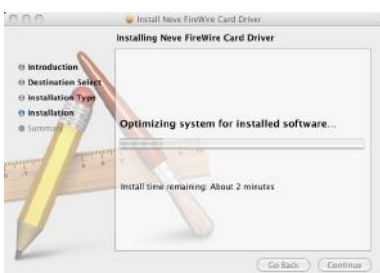 Install Neve FireWire Card Driver
Installing Neve FireWire Card Driver
Introduction
Destination Select
Installation Type
Installation
Summary
Optimizing system for installed software...
Install time remaining: About 2 minutes
Go Back
Continue